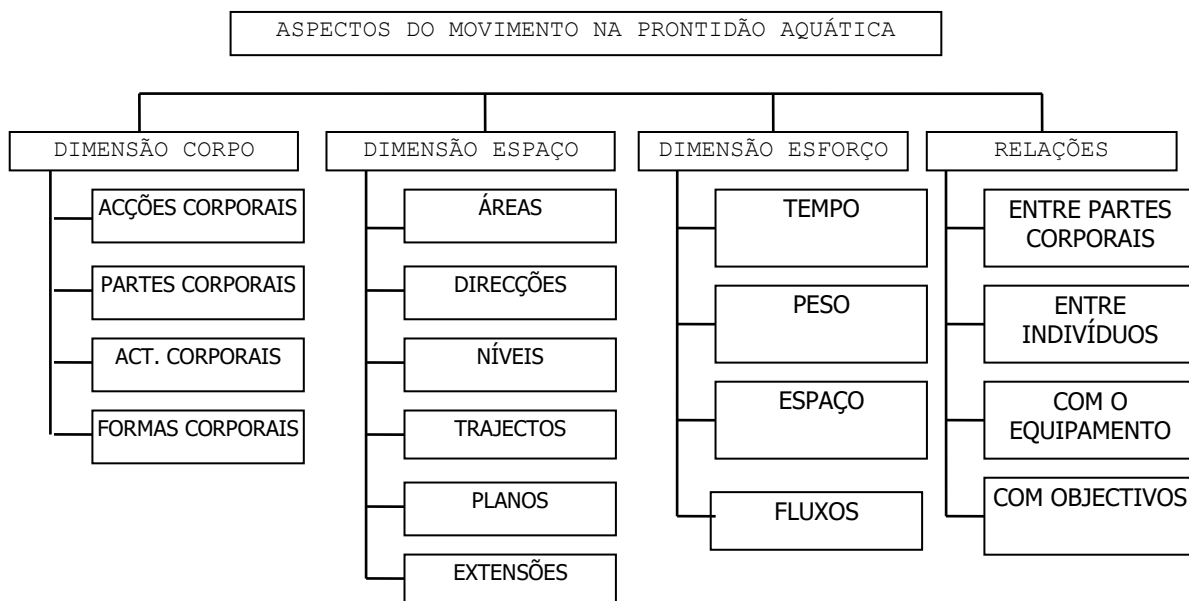 ASPECTOS DO MOVIMENTO NA PRONTIDÃO AQUÁTICA
DIMENSÃO CORPO
ACÇÕES CORPORAIS
PARTES CORPORAIS
ACT. CORPORAIS
FORMAS CORPORAIS
DIMENSÃO ESPAÇO
ÁREAS
DIRECÇÕES
NÍVEIS
TRAJECTOS
PLANOS
EXTENSÕES
DIMENSÃO ESFORÇO
TEMPO
PESO
ESPAÇO
FLUXOS
RELAÇÕES
ENTRE PARTES
CORPORAIS
ENTRE
INDIVÍDUOS
COM O
EQUIPAMENTO
COM OBJECTIVOS